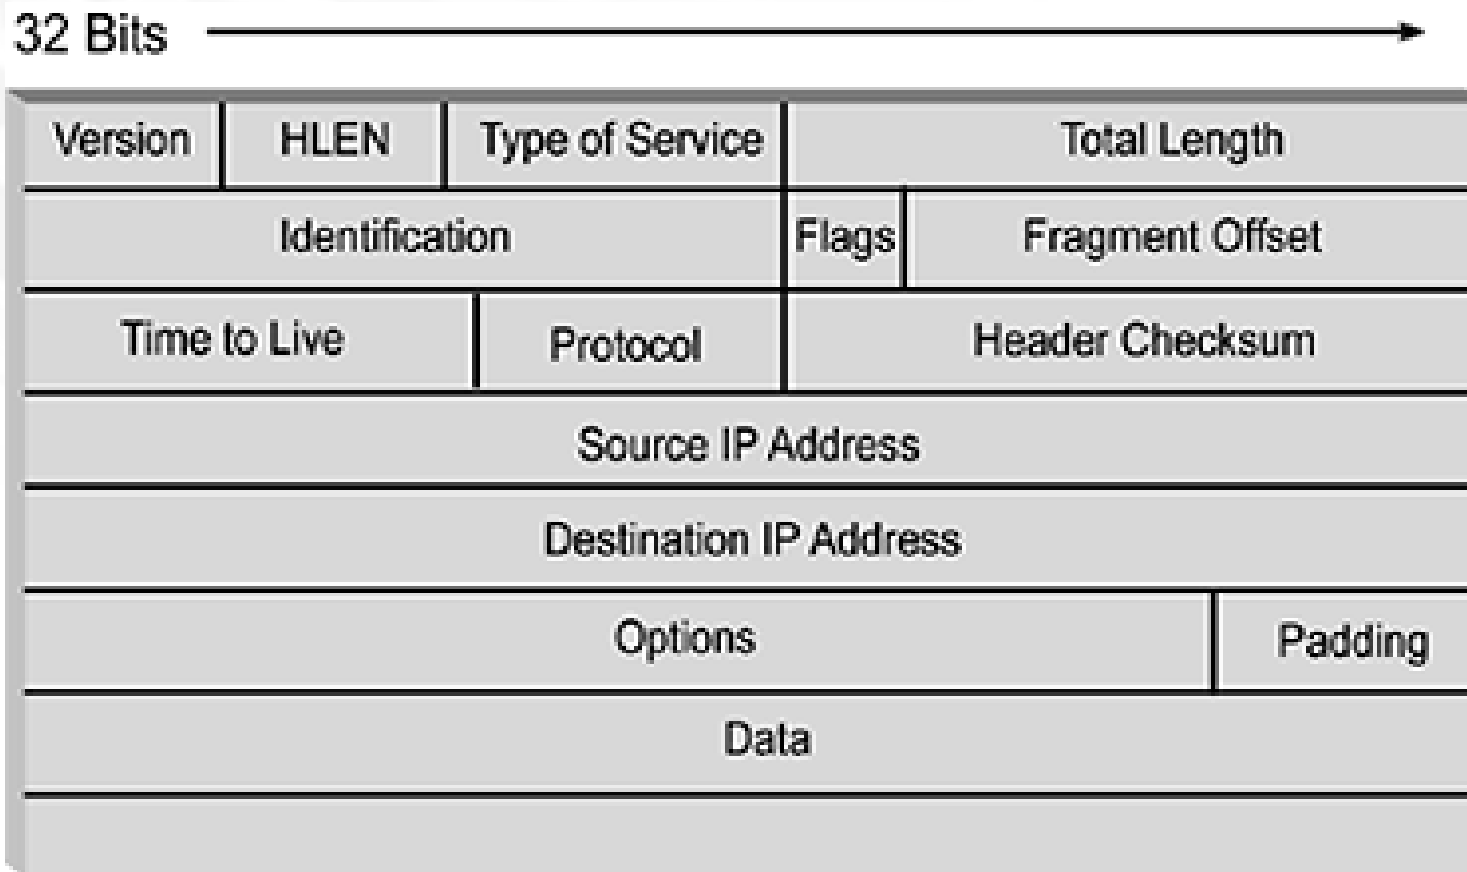 32 Bits
Version HLEN Type of Service Total Length
Identification Flags Fragment Offset
Time to Live Protocol Header Checksum
Source IP Address
Destination IP Address
Options Padding
Data